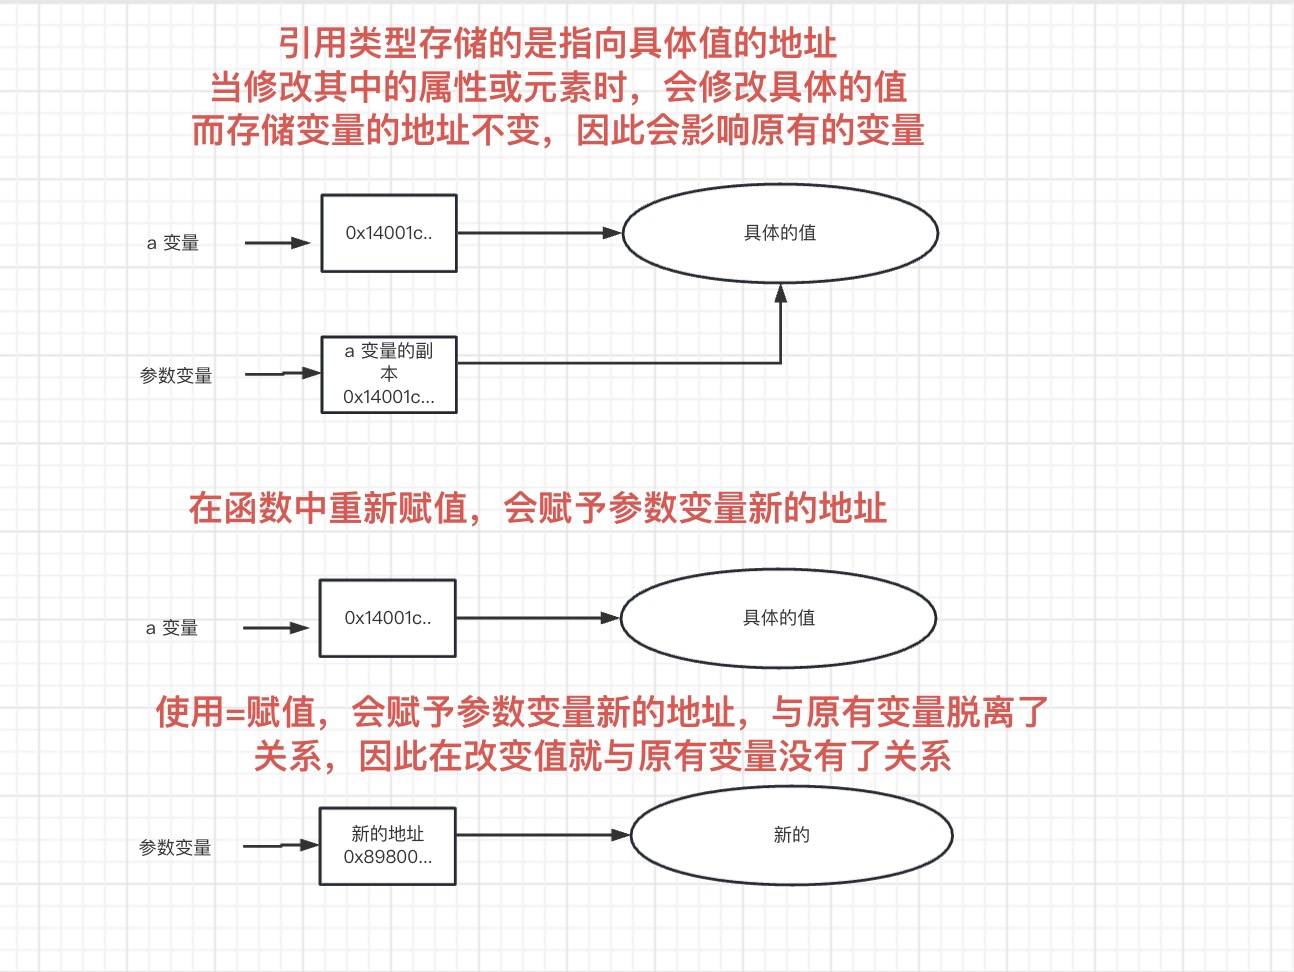 引用类型存储的是指向具体值的地址
当修改其中的属性或元素时，会修改具体的值
而存储变量的地址不变，因此会影响原有的变量
a 变量
0x14001c..
具体的值
参数变量
a 变量的副
本
0x14001c...
在函数中重新赋值，会赋予参数变量新的地址
a 变量
0x14001c..
具体的值
使用=赋值，会赋予参数变量新的地址，与原有变量脱离了
关系，因此在改变值就与原有变量没有了关系
参数变量
新的地址
0x89800...
新的